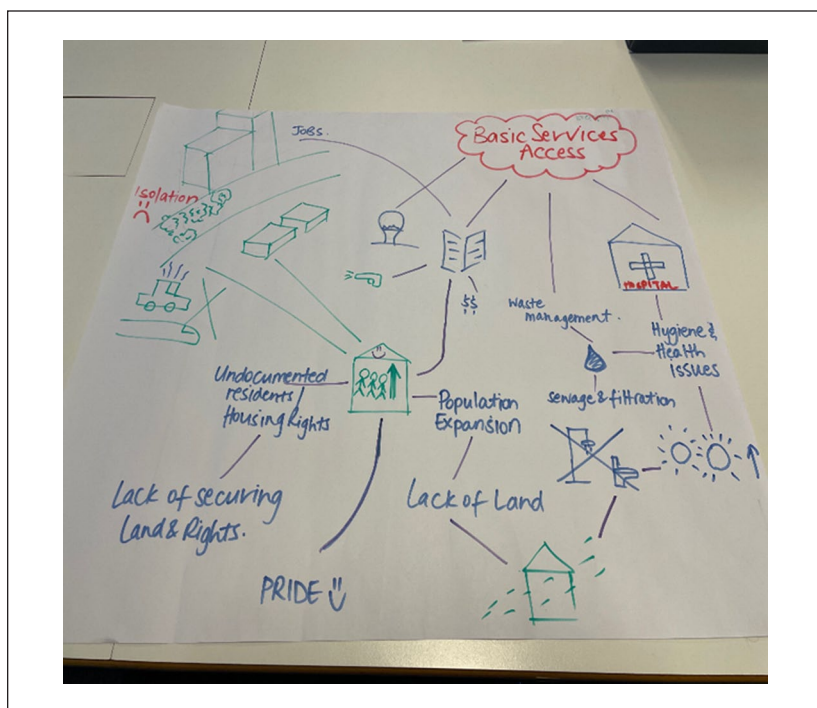 JOBS.
Basic Services
Access
Isolation
HOSPITAL
$$
Waste
management.
Hygiene &
Health
Issues
Undocumented
residents
Housing Rights
Population
Expansion
sewage & filtration
Lack of securing
Land & Rights.
Lack of Land
PRIDE